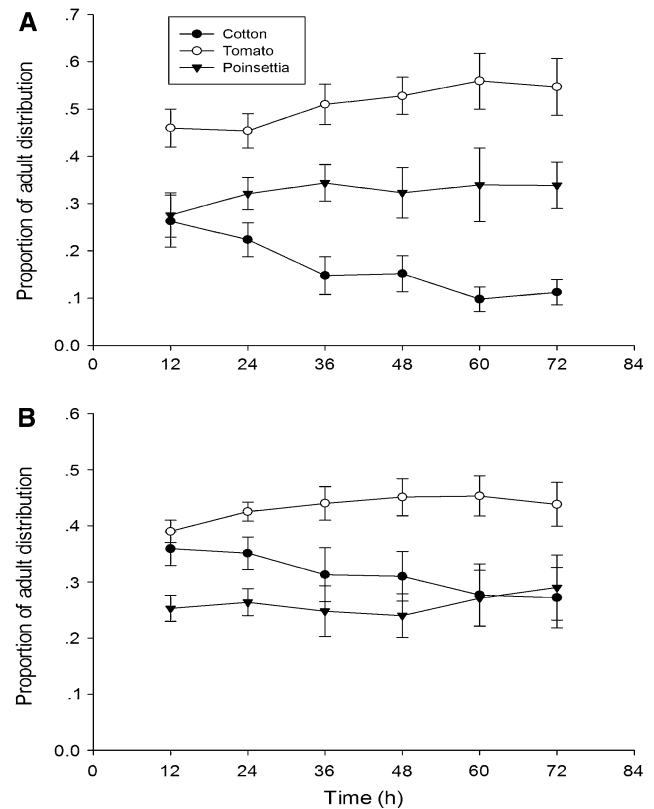 A
Cotton
Tomato
Poinsettia
Proportion of adult distribution
.7
.6
.5
.4
.3
.2
.1
0.0
0 12 24 36 48 60 72 84
B
Proportion of adult distribution
.6
.5
.4
.3
.2
.1
0.0
0 12 24 36 48 60 72 84
Time (h)